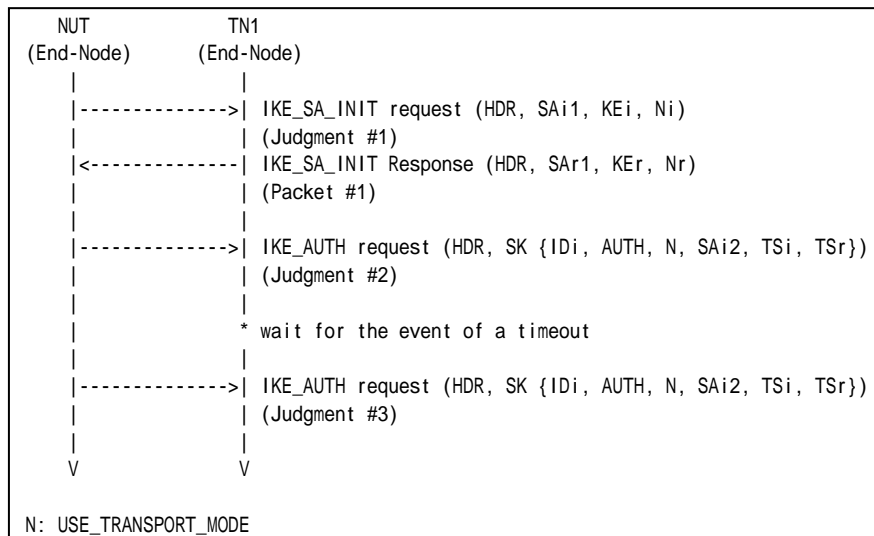 NUT TN1
(End-Node) (End-Node)
| |
|-------------->| IKE_SA_INIT request (HDR, SAi1, KEi, Ni)
| | (Judgment #1)
|<--------------| IKE_SA_INIT Response (HDR, SAr1, KEr, Nr)
| | (Packet #1)
| |
|-------------->| IKE_AUTH request (HDR, SK {IDi, AUTH, N, SAi2, TSi, TSr})
| | (Judgment #2)
| |
| * wait for the event of a timeout
| |
|-------------->| IKE_AUTH request (HDR, SK {IDi, AUTH, N, SAi2, TSi, TSr})
| | (Judgment #3)
| |
V V
N: USE_TRANSPORT_MODE